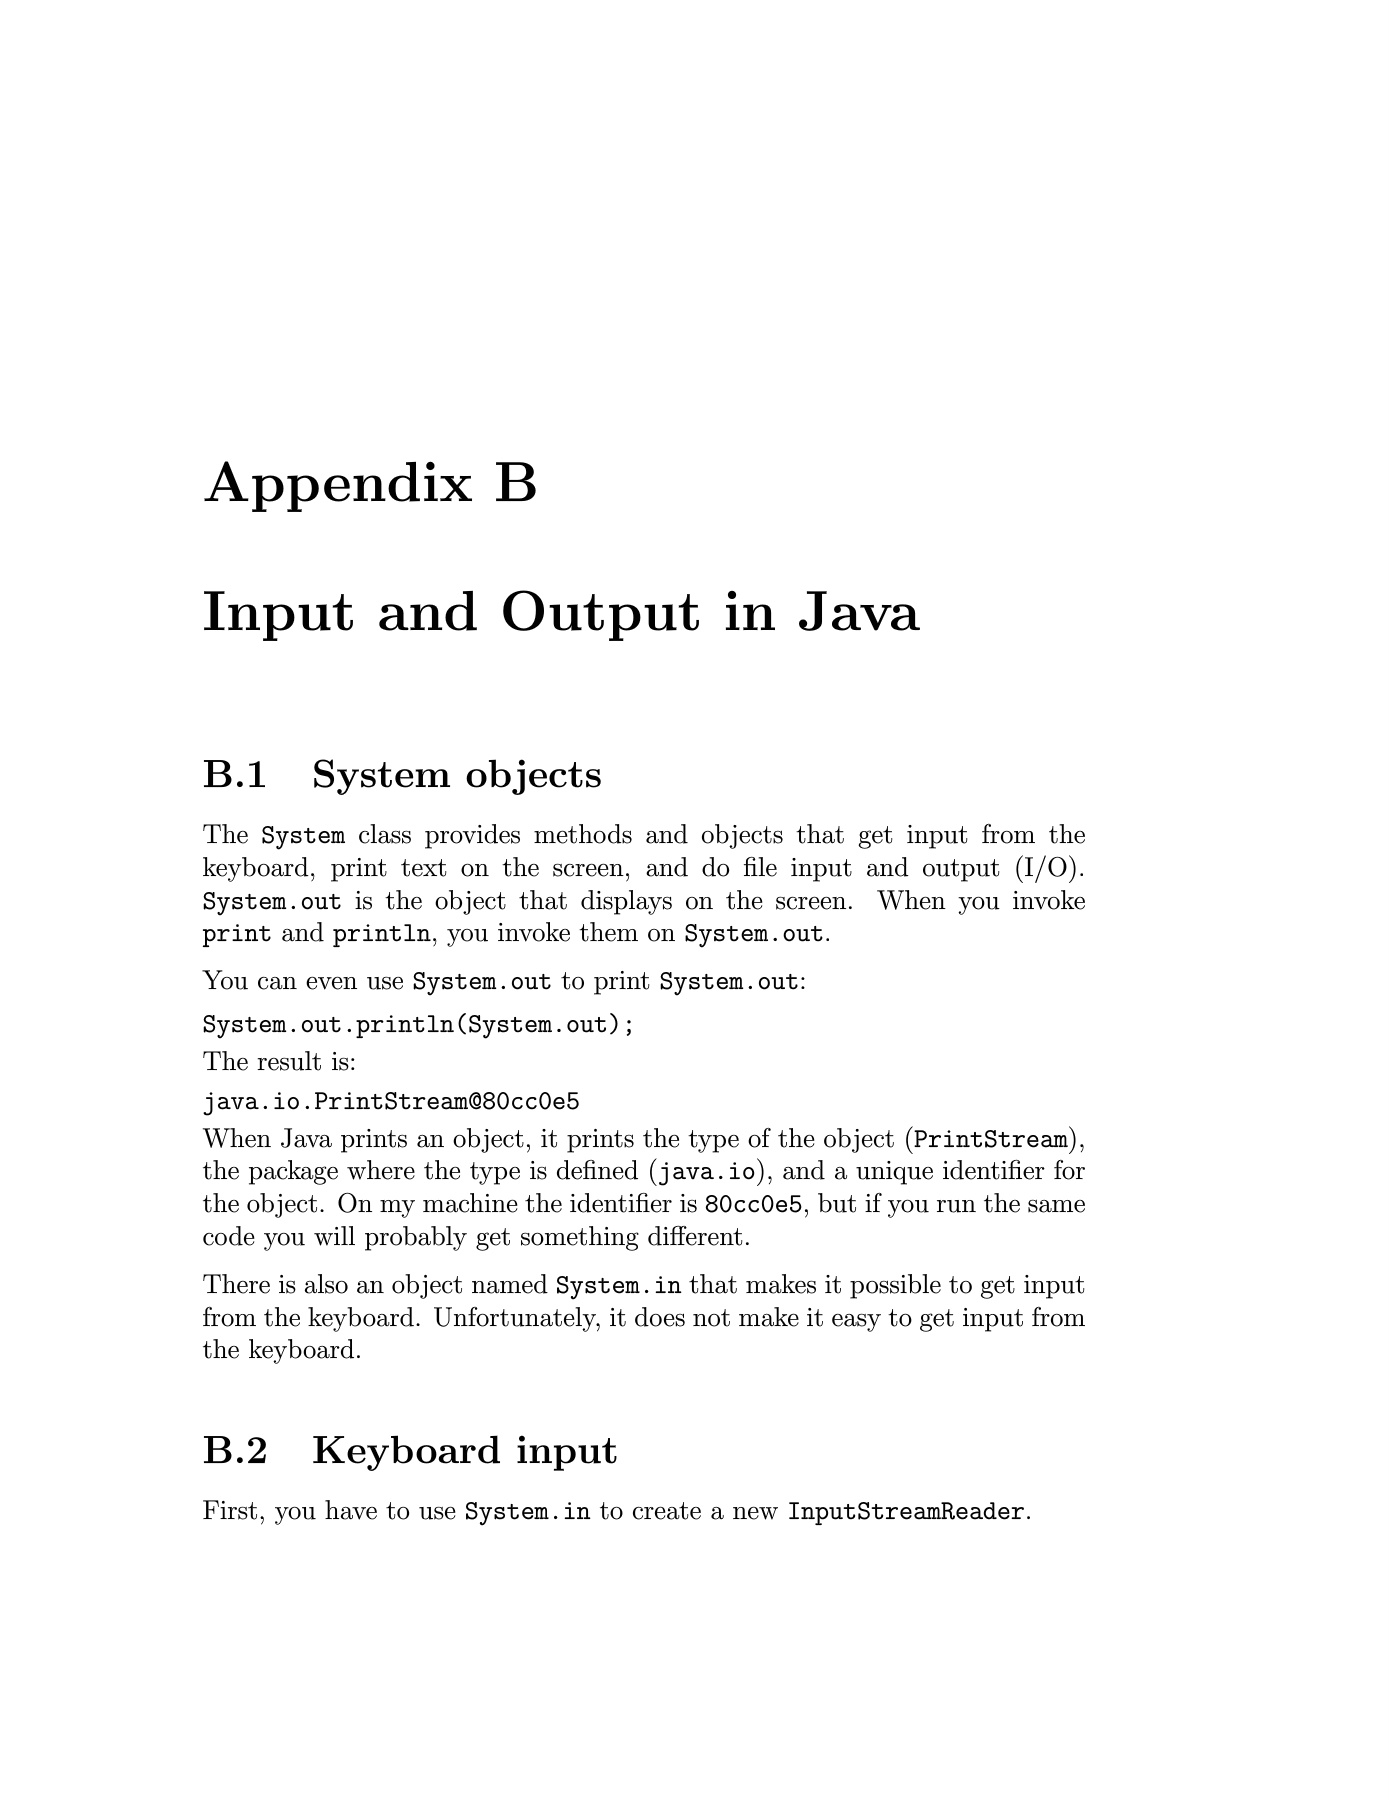 Appendix B
Input and Output in Java
B.1 System objects
The System class provides methods and objects that get input from the
keyboard, print text on the screen, and do file input and output (I/O).
System.out is the object that displays on the screen. When you invoke
print and println, you invoke them on System.out.
You can even use System.out to print System.out:
System.out.println(System.out);
The result is:
java.io.PrintStream@80cc0e5
When Java prints an object, it prints the type of the object (PrintStream),
the package where the type is defined (java.io), and a unique identifier for
the object. On my machine the identifier is 80cc0e5, but if you run the same
code you will probably get something different.
There is also an object named System.in that makes it possible to get input
from the keyboard. Unfortunately, it does not make it easy to get input from
the keyboard.
B.2 Keyboard input
First, you have to use System.in to create a new InputStreamReader.